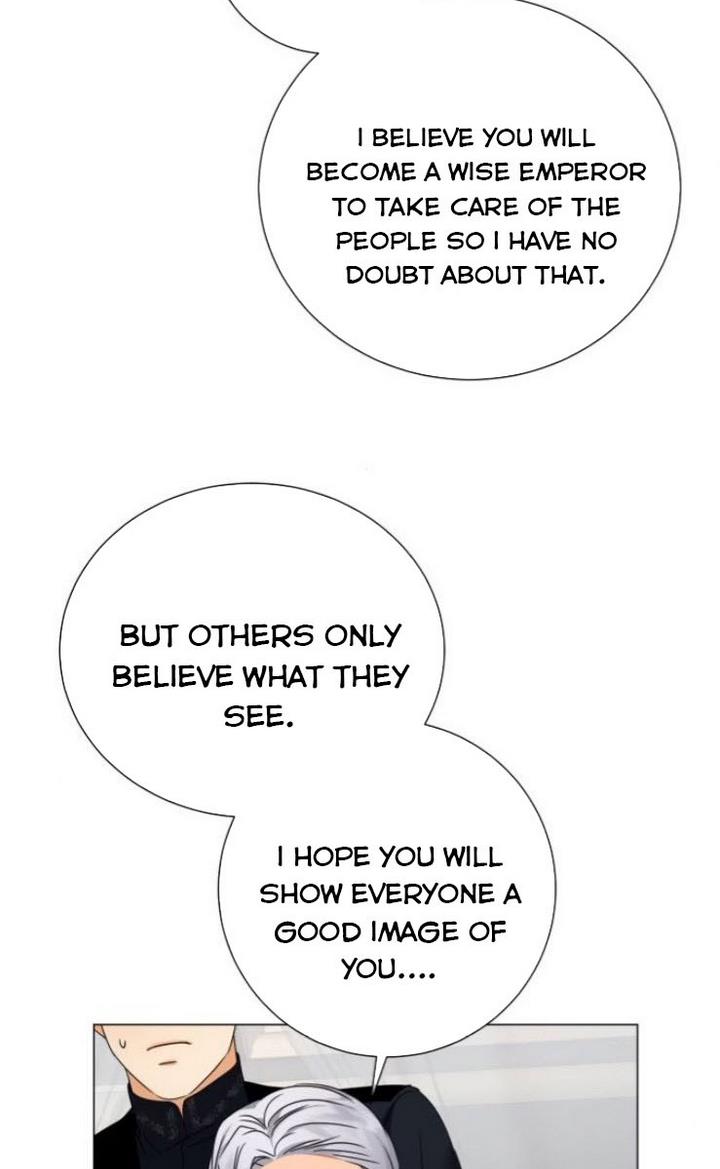 I BELIEVE YOU WILL
BECOME A WISE EMPEROR
TO TAKE CARE OF THE
PEOPLE SO I HAVE NO
DOUBT ABOUT THAT.
BUT OTHERS ONLY
BELIEVE WHAT THEY
SEE.
I HOPE YOU WILL
SHOW EVERYONE A
GOOD IMAGE OF
YOU....